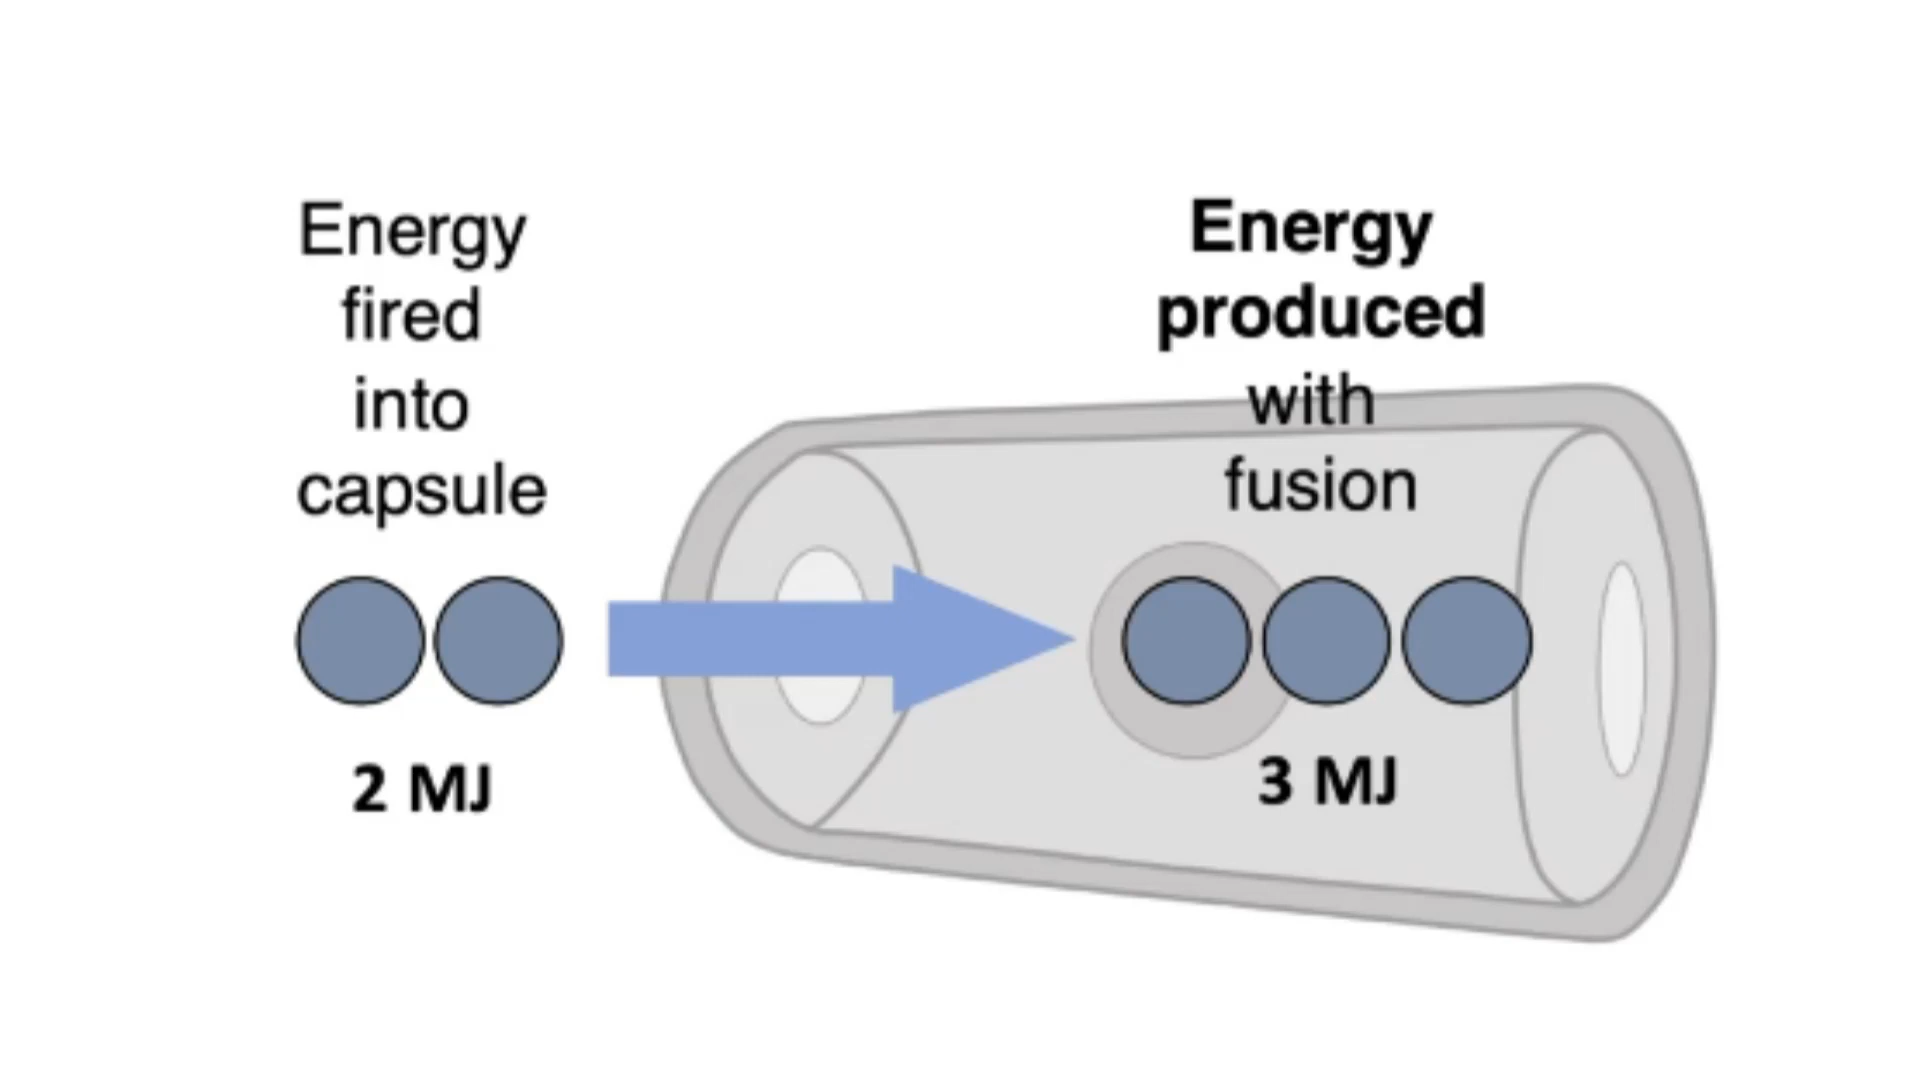 Energy
fired
into
capsule
2 MJ
Energy
produced
with
fusion
3 MJ